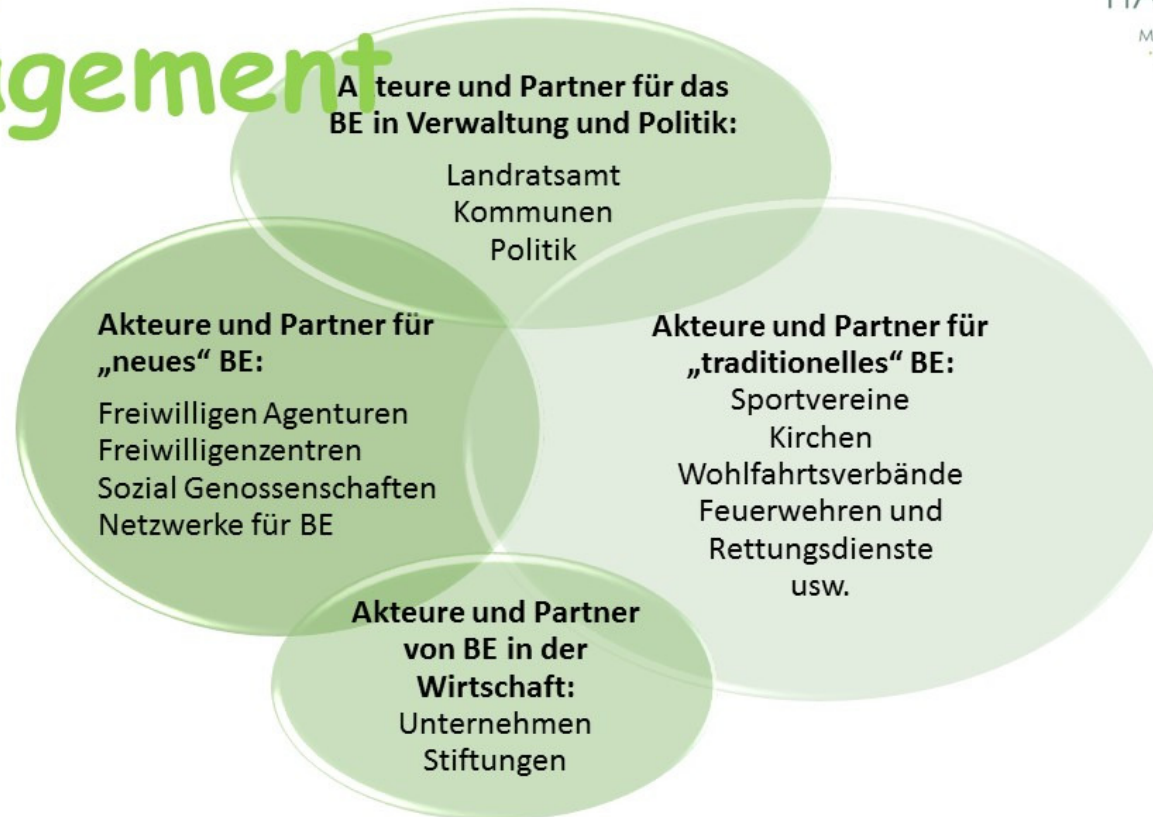 gement
Akteure und Partner für das
BE in Verwaltung und Politik:
Landratsamt
Kommunen
Politik
Akteure und Partner für
„neues“ BE:
Freiwilligen Agenturen
Freiwilligenzentren
Sozial Genossenschaften
Netzwerke für BE
Akteure und Partner für
„traditionelles“ BE:
Sportvereine
Kirchen
Wohlfahrtsverbände
Feuerwehren und
Rettungsdienste
usw.
Akteure und Partner
von BE in der
Wirtschaft:
Unternehmen
Stiftungen